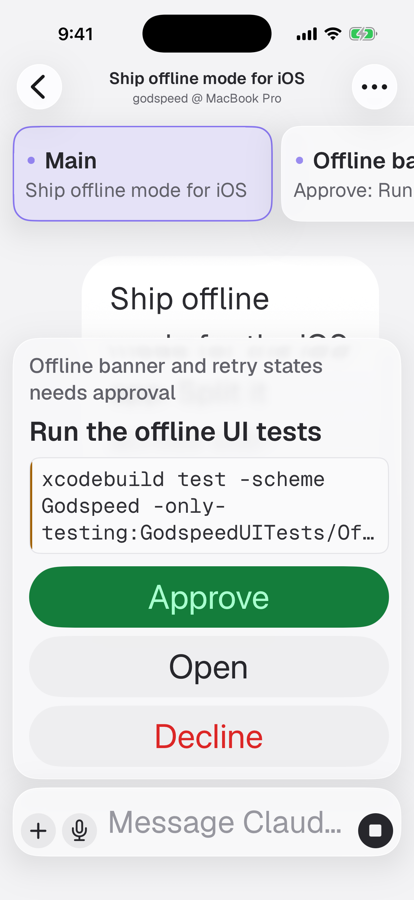 9:41
Ship offline mode for iOS
godspeed @ MacBook Pro
Main
Ship offline mode for iOS
Offline ba
Approve: Run
Ship offline
Offline banner and retry states
needs approval
Run the offline UI tests
xcodebuild test -scheme
Godspeed -only-
testing:GodspeedUITests/Of…
Approve
Open
Decline
Message Claud…